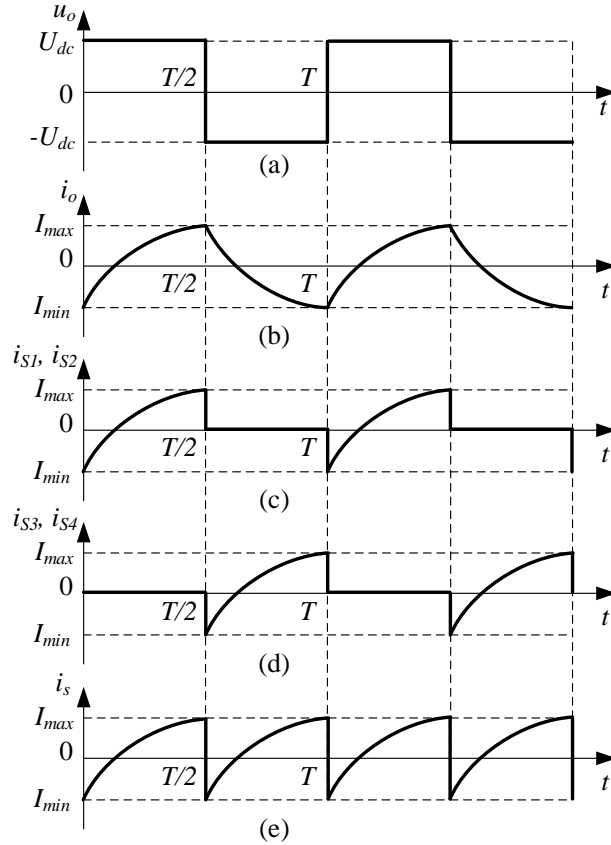 u_o
U_dc
T/2
T
0
t
-U_dc
(a)
i_o
I_max
0
T/2
T
t
I_min
(b)
i_S1, i_S2
I_max
0
T/2
T
t
I_min
(c)
i_S3, i_S4
I_max
0
T/2
T
t
I_min
(d)
i_s
I_max
0
T/2
T
t
I_min
(e)